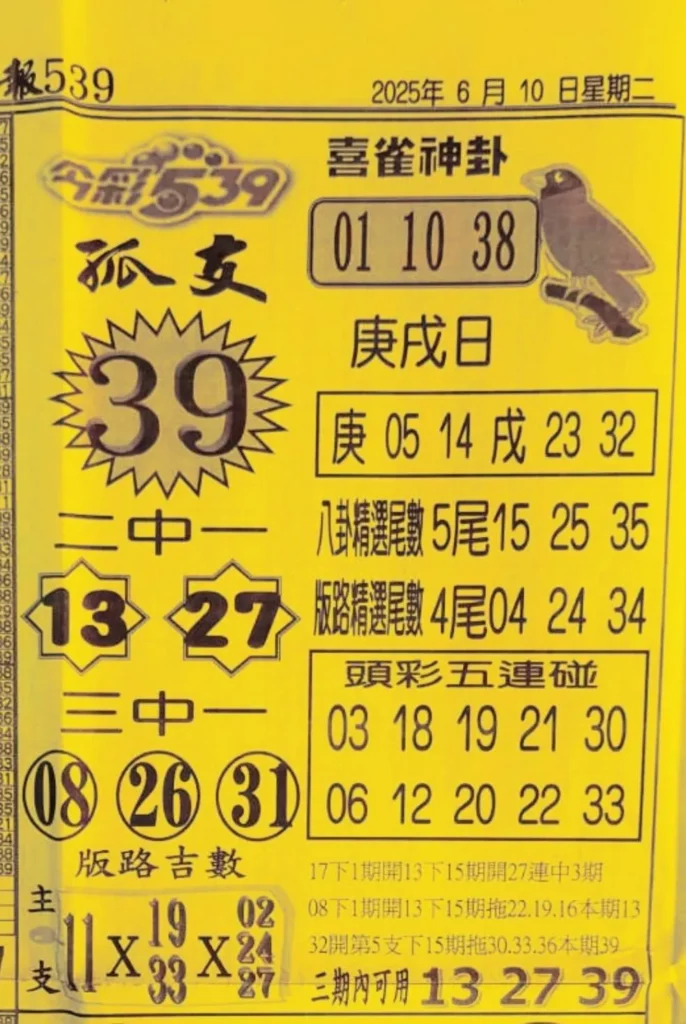 報539
2025年 6 月 10 日星期二
今彩539
孤支
39
二中一
13 27
三中一
08 26 31
版路吉數
主支 11 X 19 33 X 02 24 27
喜雀神卦
01 10 38
庚戌日
庚 05 14 戌 23 32
八卦精選尾數 5尾15 25 35
版路精選尾數 4尾04 24 34
頭彩五連碰
03 18 19 21 30
06 12 20 22 33
17下1期開13下15期開27連中3期
08下1期開13下15期拖22.19.16本期13
32開第5支下15期拖30.33.36本期39
三期內可用 13 27 39